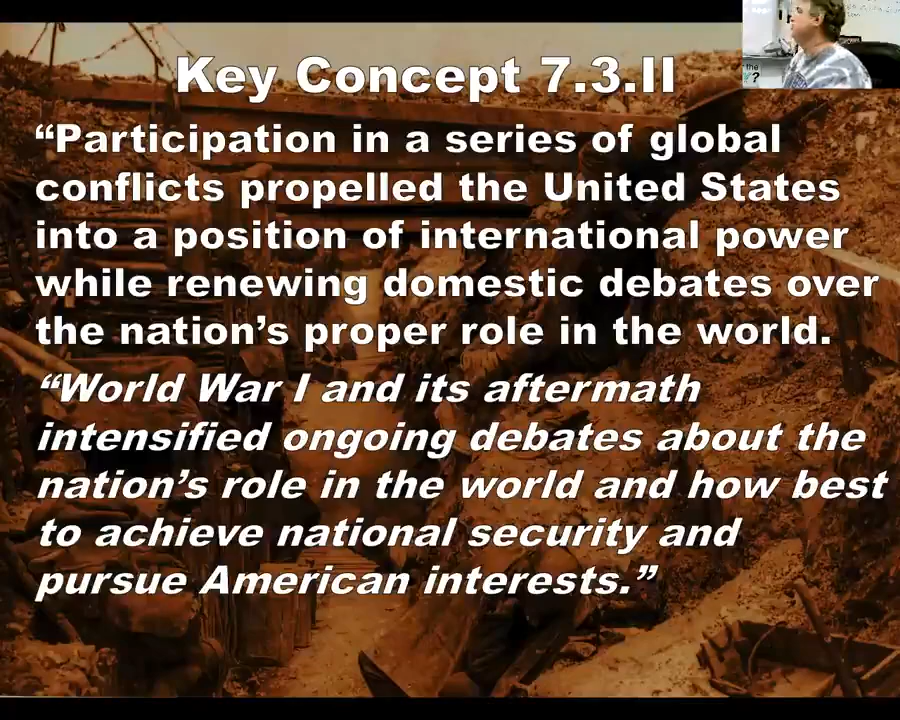 Key Concept 7.3.II
“Participation in a series of global
conflicts propelled the United States
into a position of international power
while renewing domestic debates over
the nation’s proper role in the world.
“World War I and its aftermath
intensified ongoing debates about the
nation’s role in the world and how best
to achieve national security and
pursue American interests.”
the
?